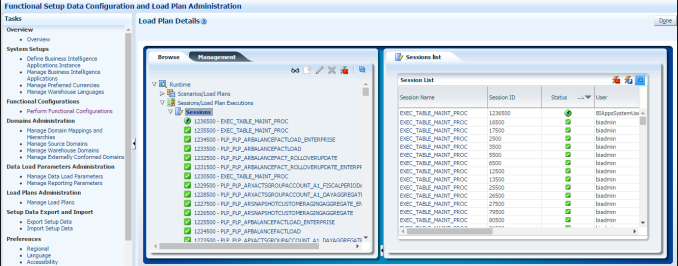 Functional Setup Data Configuration and Load Plan Administration
Tasks
Overview
Overview
System Setups
Define Business Intelligence
Applications Instance
Manage Business Intelligence
Applications
Manage Preferred Currencies
Manage Warehouse Languages
Functional Configurations
Perform Functional Configurations
Domains Administration
Manage Domain Mappings and
Hierarchies
Manage Source Domains
Manage Warehouse Domains
Manage Externally Conformed Domains
Data Load Parameters Administration
Manage Data Load Parameters
Manage Reporting Parameters
Load Plans Administration
Manage Load Plans
Setup Data Export and Import
Export Setup Data
Import Setup Data
Preferences
Regional
Language
Accessibility
Load Plan Details
Done
Browse Management
Runtime
Scenarios/Load Plans
Sessions/Load Plan Executions
Sessions
1236500 - EXEC_TABLE_MAINT_PROC
1235500 - EXEC_TABLE_MAINT_PROC
1234500 - PLP_PLP_ARBALANCEFACTLOAD_ENTERPRISE
1233500 - PLP_PLP_ARBALANCEFACTLOAD
1232500 - PLP_PLP_ARBALANCEFACT_ROLLOVERUPDATE
1231500 - PLP_PLP_ARBALANCEFACT_ROLLOVERUPDATE_ENTERP
1230500 - EXEC_TABLE_MAINT_PROC
1229500 - PLP_PLP_ARXACTSGROUPACCOUNT_A1_FISCALPERIODA
1228500 - PLP_PLP_ARXACTSGROUPACCOUNT_A1_DAYAGGREGATI
1227500 - PLP_PLP_ARSNAPSHOTCUSTOMERAGINGAGGREGATE_EN
1226500 - PLP_PLP_ARSNAPSHOTCUSTOMERAGINGAGGREGATE
1225500 - PLP_PLP_APBALANCEFACTLOAD_ENTERPRISE
1224500 - PLP_PLP_APBALANCEFACTLOAD
1223500 - PLP_PLP_APXACTSGROUPACCOUNT_A1_DAYAGGREGATI
Sessions list
Session List
Session Name Session ID Status User
EXEC_TABLE_MAINT_PROC 1236500 BIAppsSystemUse
EXEC_TABLE_MAINT_PROC 16500 biadmin
EXEC_TABLE_MAINT_PROC 17500 biadmin
EXEC_TABLE_MAINT_PROC 2500 biadmin
EXEC_TABLE_MAINT_PROC 3500 biadmin
EXEC_TABLE_MAINT_PROC 5500 biadmin
EXEC_TABLE_MAINT_PROC 6500 biadmin
EXEC_TABLE_MAINT_PROC 12500 biadmin
EXEC_TABLE_MAINT_PROC 13500 biadmin
EXEC_TABLE_MAINT_PROC 25500 biadmin
EXEC_TABLE_MAINT_PROC 26500 biadmin
EXEC_TABLE_MAINT_PROC 27500 biadmin
EXEC_TABLE_MAINT_PROC 79500 biadmin
EXEC_TABLE_MAINT_PROC 80500 biadmin